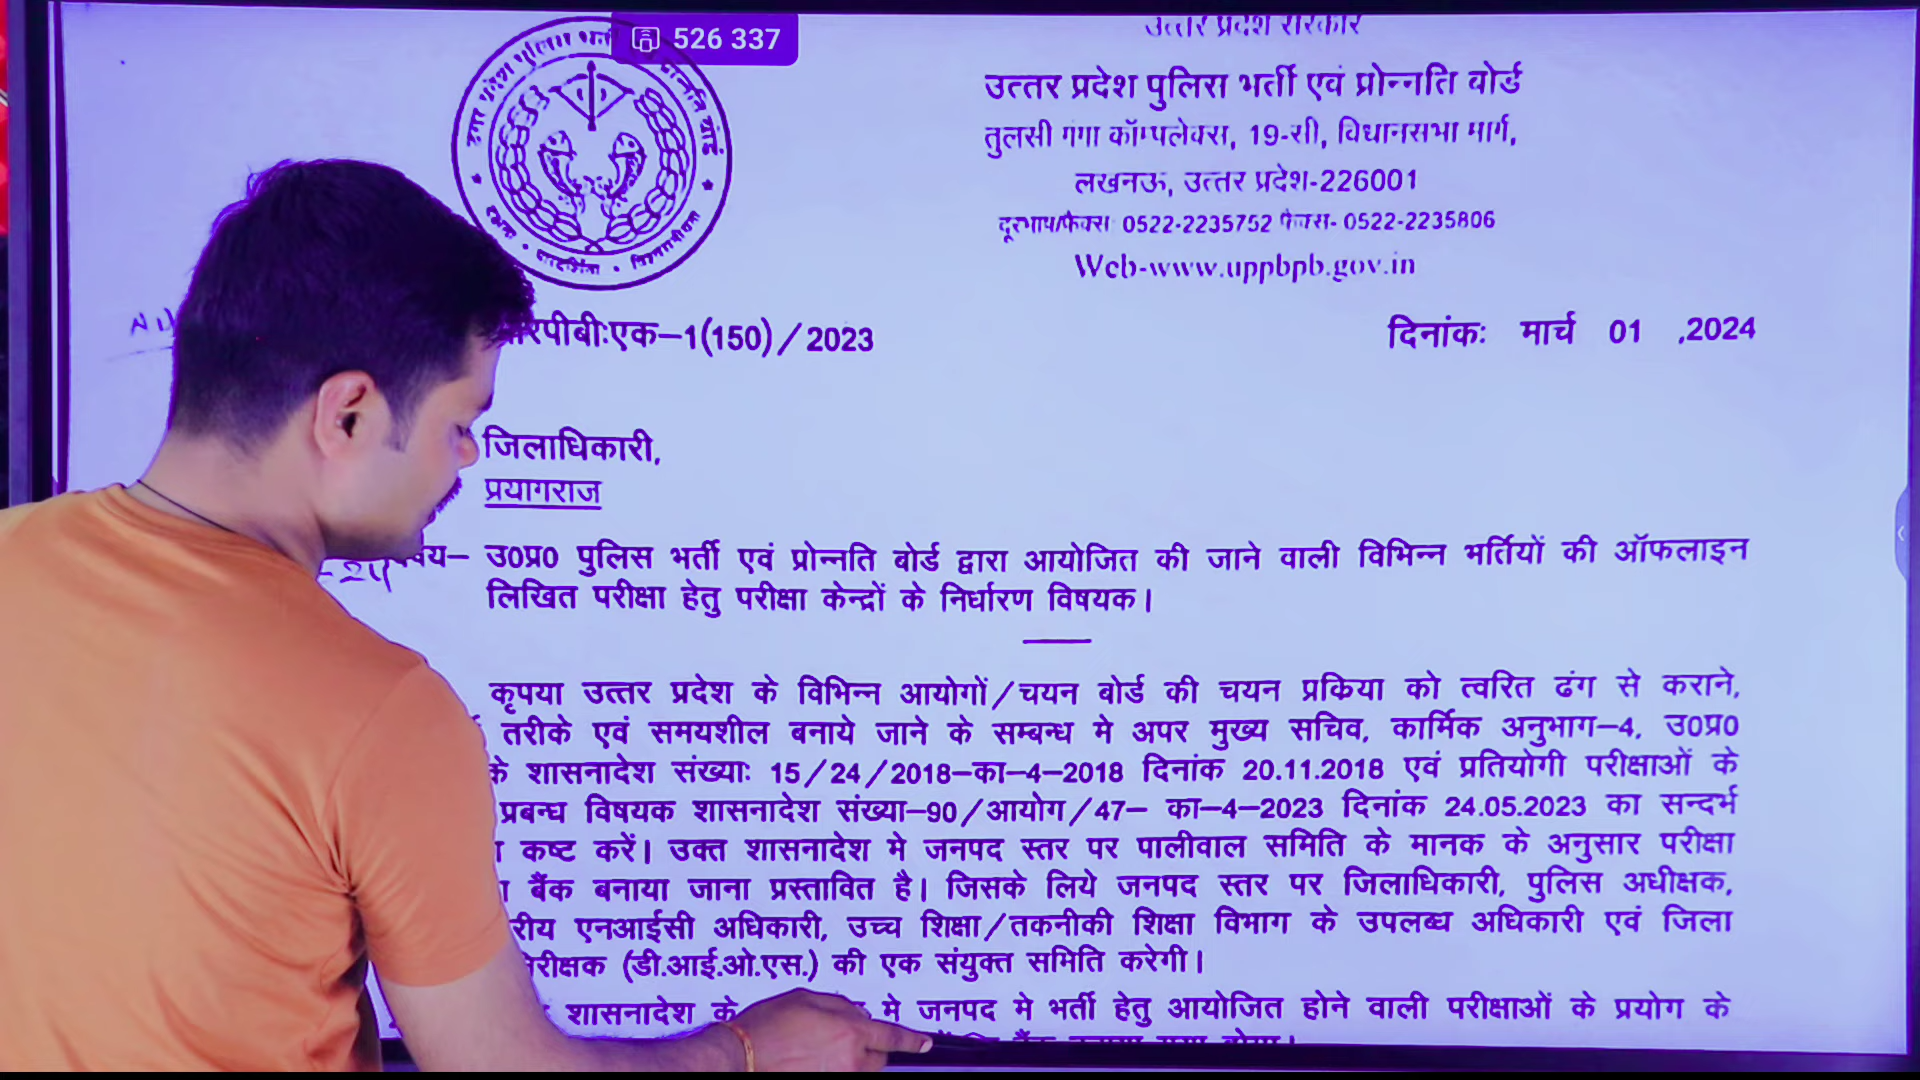 526 337
उत्तर प्रदेश सरकार
उत्तर प्रदेश पुलिस भर्ती एवं प्रोन्नति बोर्ड
तुलसी गंगा कॉम्पलेक्स, 19-सी, विधानसभा मार्ग,
लखनऊ, उत्तर प्रदेश-226001
दूरभाष/फैक्स 0522-2235752 फैक्स- 0522-2235806
Web-www.uppbpb.gov.in
आरपीबी:एक-1(150)/2023
दिनांक: मार्च 01 ,2024
जिलाधिकारी,
प्रयागराज
उ0प्र0 पुलिस भर्ती एवं प्रोन्नति बोर्ड द्वारा आयोजित की जाने वाली विभिन्न भर्तियों की ऑफलाइन
लिखित परीक्षा हेतु परीक्षा केन्द्रों के निर्धारण विषयक।
कृपया उत्तर प्रदेश के विभिन्न आयोगों/चयन बोर्ड की चयन प्रकिया को त्वरित ढंग से कराने,
तरीके एवं समयशील बनाये जाने के सम्बन्ध मे अपर मुख्य सचिव, कार्मिक अनुभाग-4, उ0प्र0
के शासनादेश संख्याः 15/24/2018-का-4-2018 दिनांक 20.11.2018 एवं प्रतियोगी परीक्षाओं के
प्रबन्ध विषयक शासनादेश संख्या-90/आयोग/47- का-4-2023 दिनांक 24.05.2023 का सन्दर्भ
कष्ट करें। उक्त शासनादेश मे जनपद स्तर पर पालीवाल समिति के मानक के अनुसार परीक्षा
बैंक बनाया जाना प्रस्तावित है। जिसके लिये जनपद स्तर पर जिलाधिकारी, पुलिस अधीक्षक,
एनआईसी अधिकारी, उच्च शिक्षा/तकनीकी शिक्षा विभाग के उपलब्ध अधिकारी एवं जिला
(डी.आई.ओ.एस.) की एक संयुक्त समिति करेगी।
शासनादेश के मे जनपद मे भर्ती हेतु आयोजित होने वाली परीक्षाओं के प्रयोग के